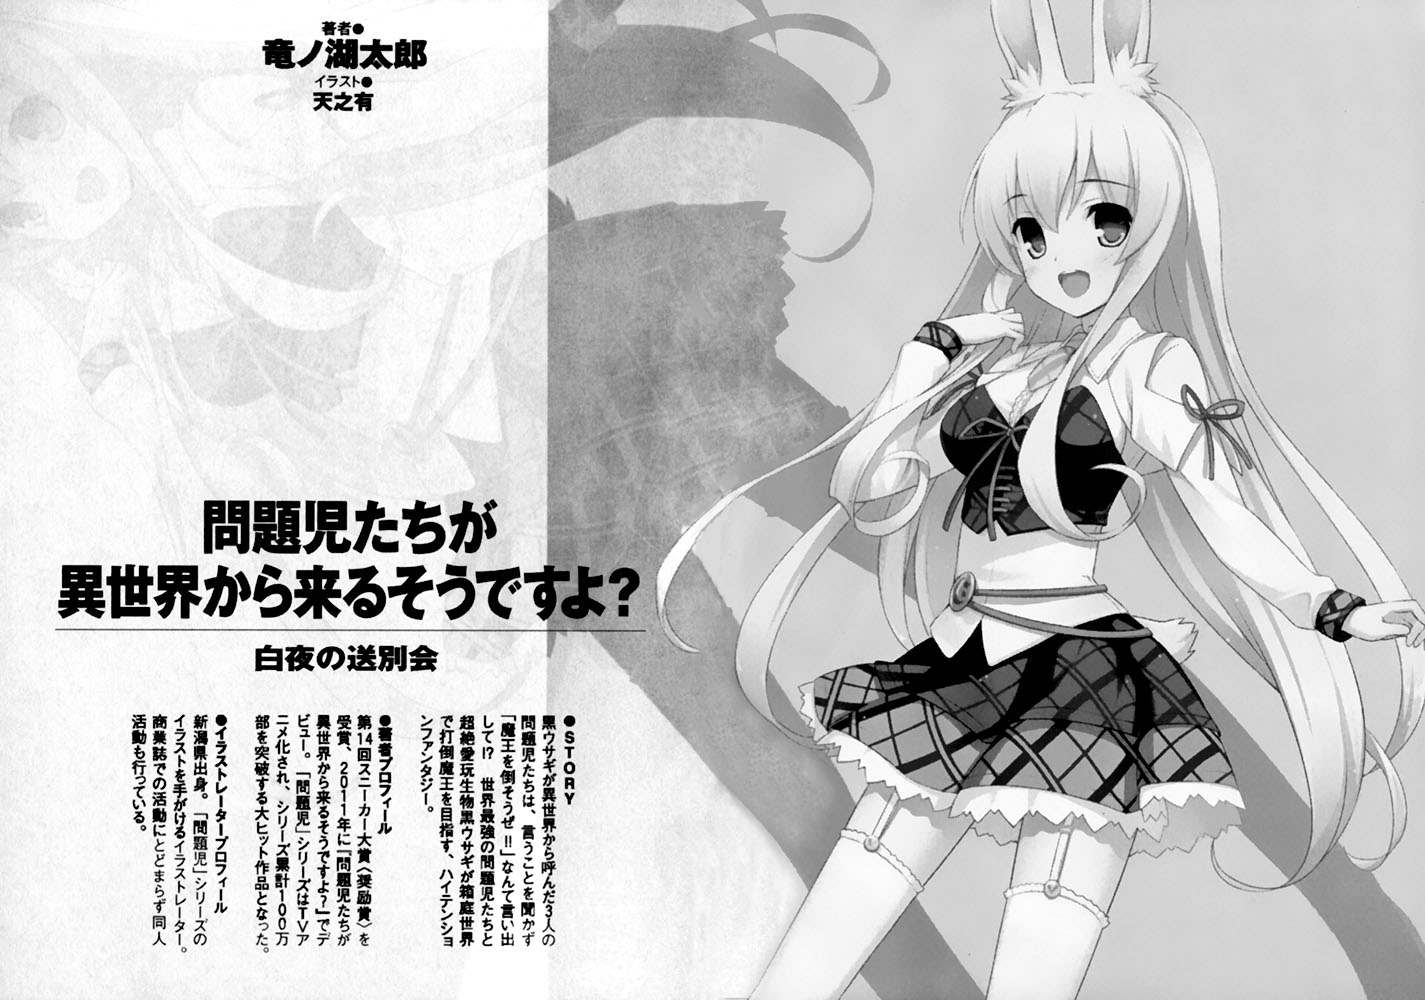 著者●
竜ノ湖太郎
イラスト●
天之有
問題児たちが
異世界から来るそうですよ？
白夜の送別会
●STORY
黒ウサギが異世界から呼んだ3人の
問題児たちは、言うことを聞かず
「魔王を倒そうぜ!!」なんて言い出
して!?　世界最強の問題児たちと
超絶愛玩生物黒ウサギが箱庭世界
で打倒魔王を目指す、ハイテンショ
ンファンタジー。
●著者プロフィール
第14回スニーカー大賞〈奨励賞〉を
受賞、2011年に『問題児たちが
異世界から来るそうですよ？』でデ
ビュー。「問題児」シリーズはTVア
ニメ化され、シリーズ累計100万
部を突破する大ヒット作品となった。
●イラストレータープロフィール
新潟県出身。「問題児」シリーズの
イラストを手がけるイラストレーター。
商業誌での活動にとどまらず同人
活動も行っている。